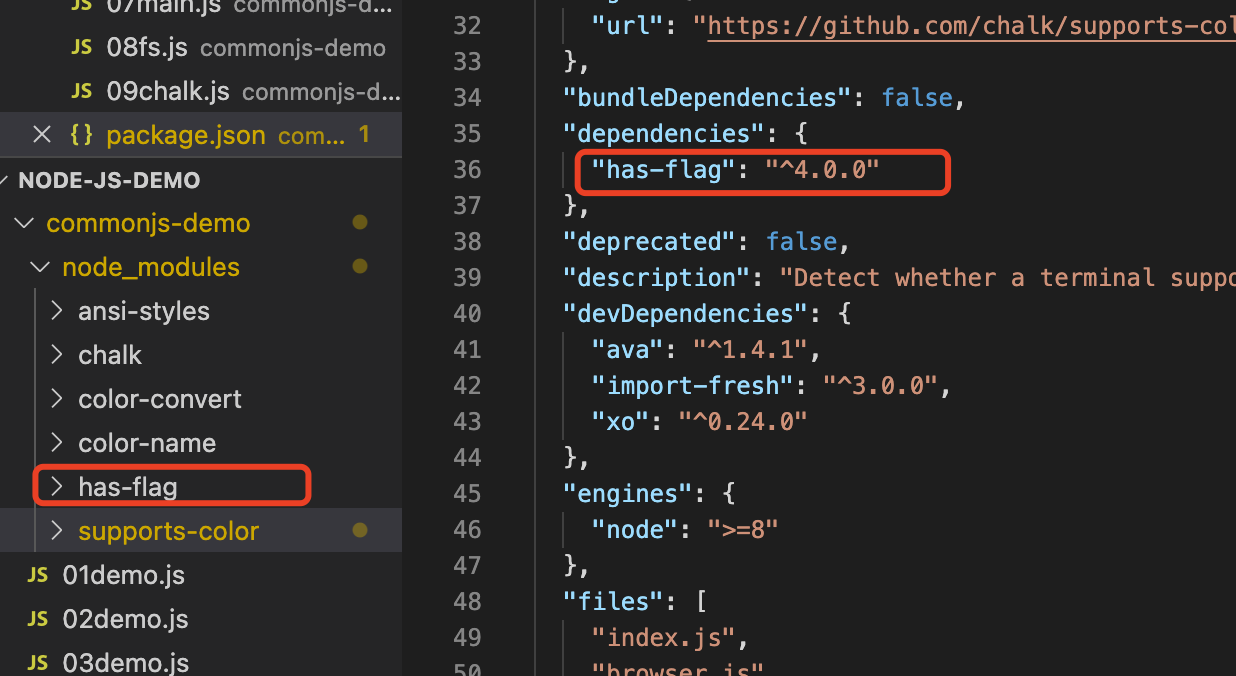 JS 07main.js commonjs-d...
JS 08fs.js commonjs-demo
JS 09chalk.js commonjs-d...
{} package.json com... 1
NODE-JS-DEMO
commonjs-demo
node_modules
ansi-styles
chalk
color-convert
color-name
has-flag
supports-color
JS 01demo.js
JS 02demo.js
JS 03demo.js
32 "url": "https://github.com/chalk/supports-col
33 },
34 "bundleDependencies": false,
35 "dependencies": {
36 "has-flag": "^4.0.0"
37 },
38 "deprecated": false,
39 "description": "Detect whether a terminal suppo
40 "devDependencies": {
41 "ava": "^1.4.1",
42 "import-fresh": "^3.0.0",
43 "xo": "^0.24.0"
44 },
45 "engines": {
46 "node": ">=8"
47 },
48 "files": [
49 "index.js",
50 "browser.js"